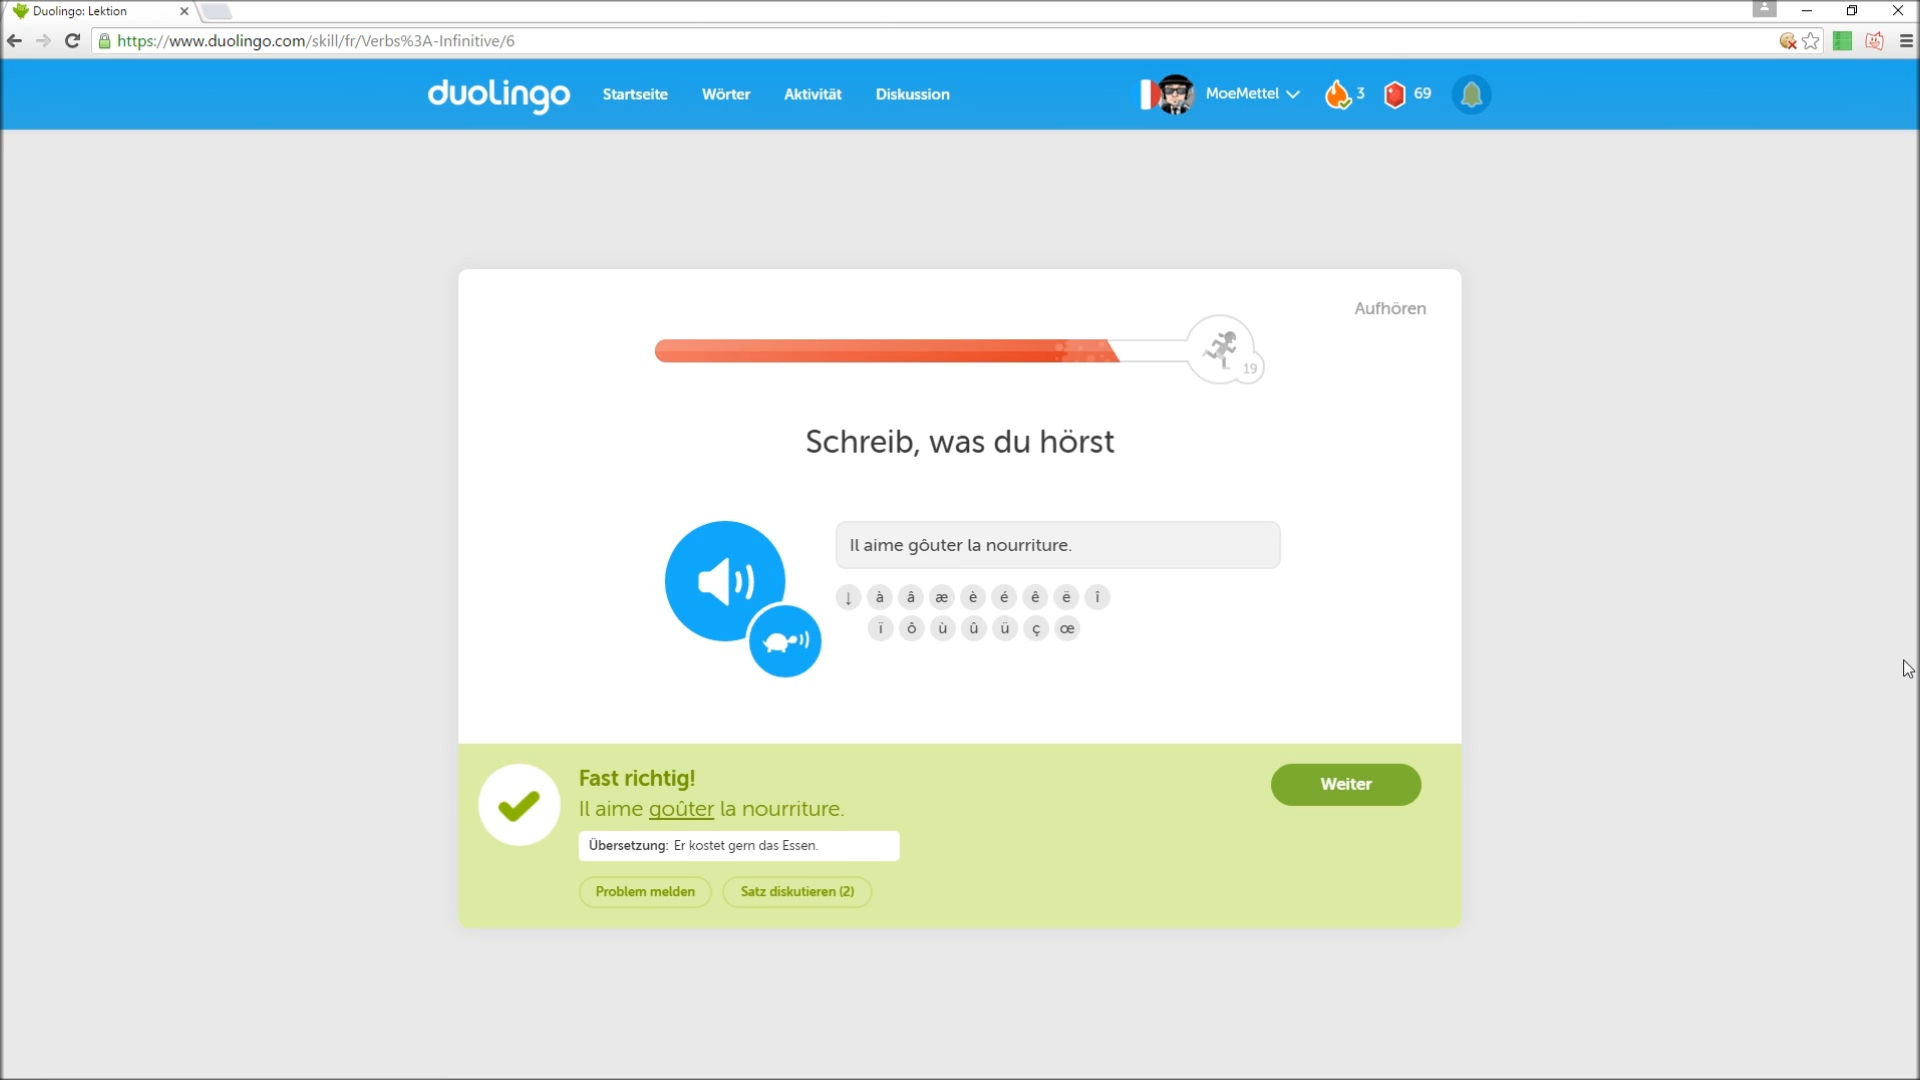 Duolingo: Lektion
https://www.duolingo.com/skill/fr/Verbs%3A-Infinitive/6
duolingo Startseite Wörter Aktivität Diskussion MoeMettel 3 69
Aufhören
19
Schreib, was du hörst
Il aime gôuter la nourriture.
↓ à â æ è é ê ë î
ï ô ù û ü ç œ
Fast richtig!
Weiter
Il aime goûter la nourriture.
Übersetzung: Er kostet gern das Essen.
Problem melden Satz diskutieren (2)